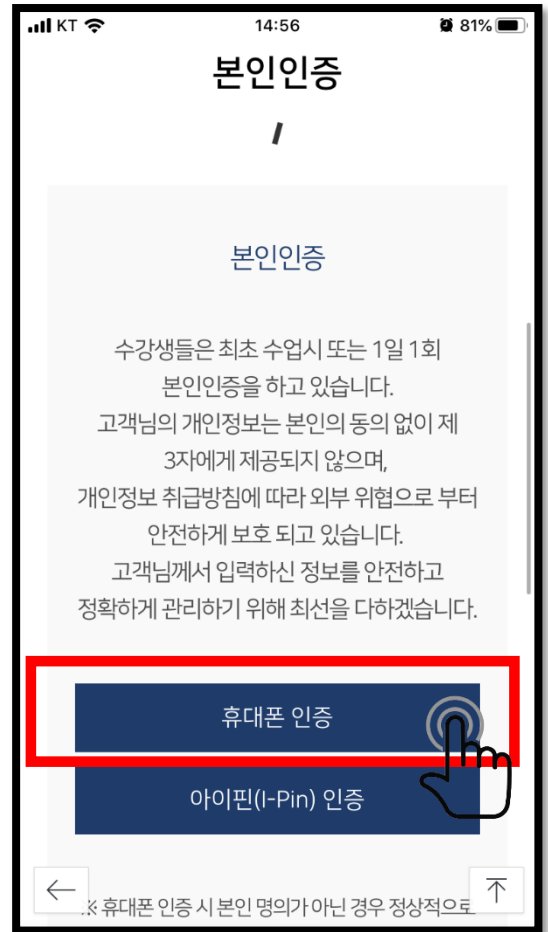 KT 14:56 81%
본인인증
본인인증
수강생들은 최초 수업시 또는 1일 1회
본인인증을 하고 있습니다.
고객님의 개인정보는 본인의 동의 없이 제
3자에게 제공되지 않으며,
개인정보 취급방침에 따라 외부 위협으로 부터
안전하게 보호 되고 있습니다.
고객님께서 입력하신 정보를 안전하고
정확하게 관리하기 위해 최선을 다하겠습니다.
휴대폰 인증
아이핀(I-Pin) 인증
※ 휴대폰 인증 시 본인 명의가 아닌 경우 정상적으로